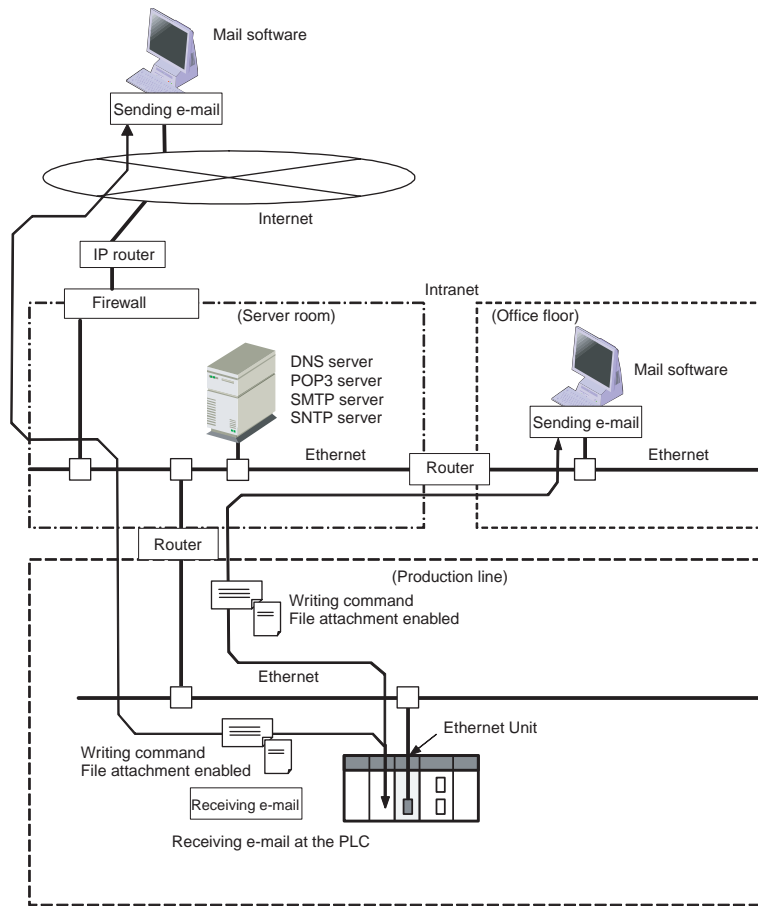 Mail software
Sending e-mail
Internet
IP router
Firewall
Intranet
(Server room)
(Office floor)
DNS server
POP3 server
SMTP server
SNTP server
Mail software
Sending e-mail
Ethernet
Router
Ethernet
Router
(Production line)
Writing command
File attachment enabled
Ethernet
Ethernet Unit
Writing command
File attachment enabled
Receiving e-mail
Receiving e-mail at the PLC